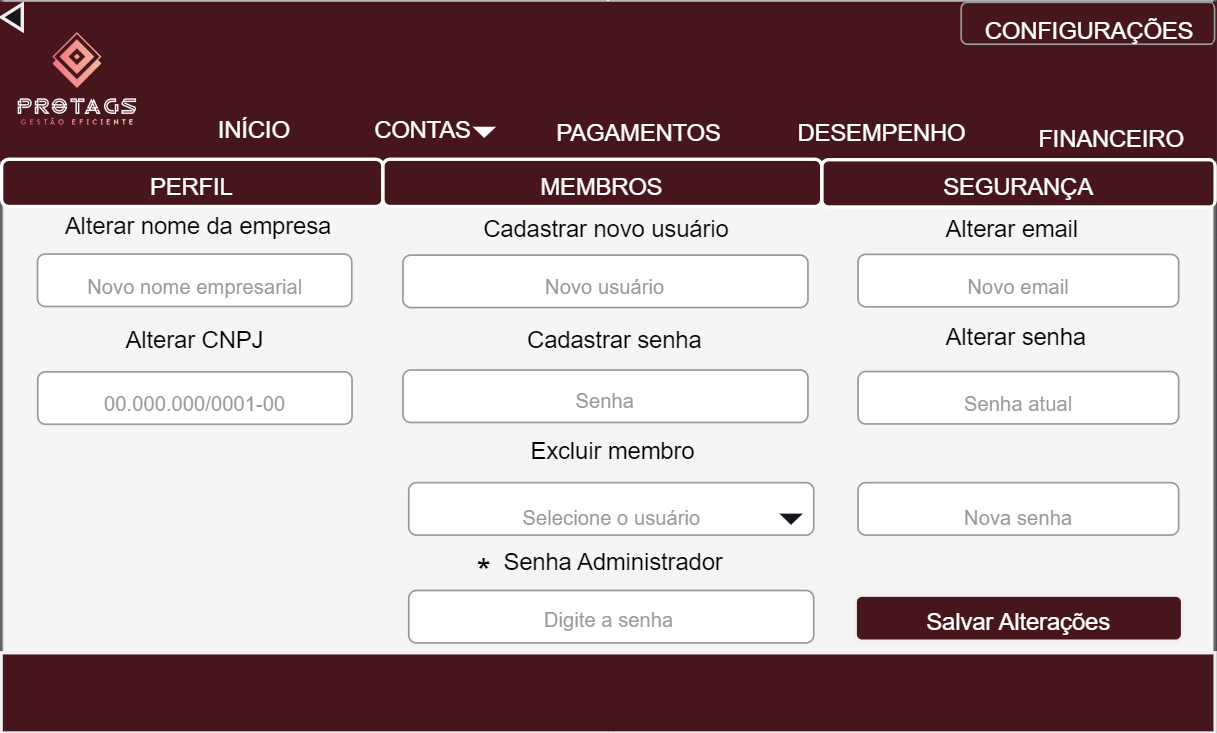 CONFIGURAÇÕES
PROTAGS
GESTÃO EFICIENTE
INÍCIO
CONTAS
PAGAMENTOS
DESEMPENHO
FINANCEIRO
PERFIL
MEMBROS
SEGURANÇA
Alterar nome da empresa
Novo nome empresarial
Alterar CNPJ
00.000.000/0001-00
Cadastrar novo usuário
Novo usuário
Cadastrar senha
Senha
Excluir membro
Selecione o usuário
* Senha Administrador
Digite a senha
Alterar email
Novo email
Alterar senha
Senha atual
Nova senha
Salvar Alterações